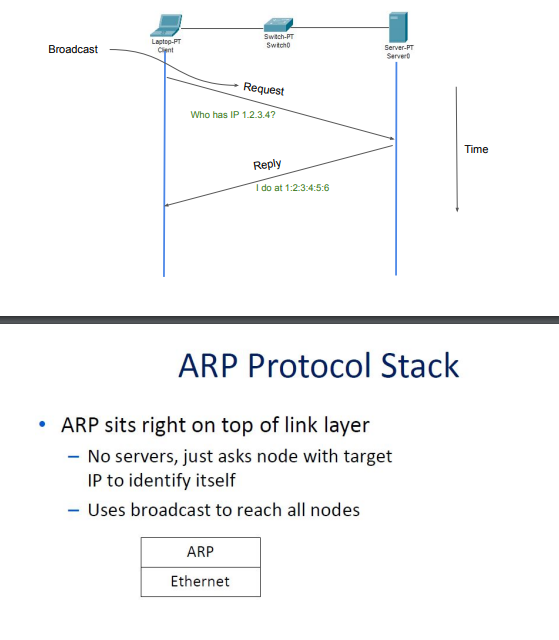 Laptop-PT
Client
Switch-PT
Switch0
Server-PT
Server0
Broadcast
Request
Who has IP 1.2.3.4?
Time
Reply
I do at 1:2:3:4:5:6
ARP Protocol Stack
• ARP sits right on top of link layer
– No servers, just asks node with target
IP to identify itself
– Uses broadcast to reach all nodes
ARP
Ethernet